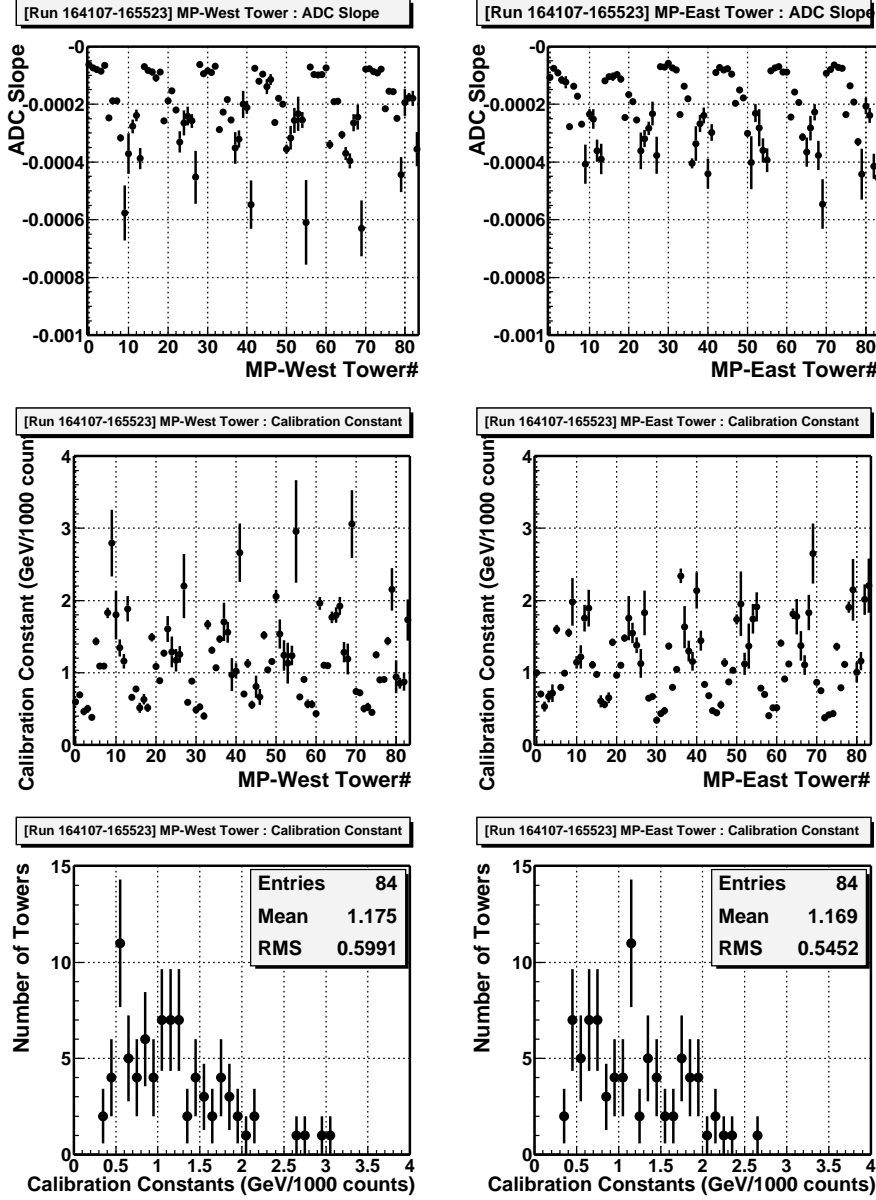 [Run 164107-165523] MP-West Tower : ADC Slope
ADC Slope
-0
-0.0002
-0.0004
-0.0006
-0.0008
-0.001
0 10 20 30 40 50 60 70 80
MP-West Tower#
[Run 164107-165523] MP-East Tower : ADC Slope
ADC Slope
-0
-0.0002
-0.0004
-0.0006
-0.0008
-0.001
0 10 20 30 40 50 60 70 80
MP-East Tower#
[Run 164107-165523] MP-West Tower : Calibration Constant
Calibration Constant (GeV/1000 coun
4
3
2
1
0
0 10 20 30 40 50 60 70 80
MP-West Tower#
[Run 164107-165523] MP-East Tower : Calibration Constant
Calibration Constant (GeV/1000 coun
4
3
2
1
0
0 10 20 30 40 50 60 70 80
MP-East Tower#
[Run 164107-165523] MP-West Tower : Calibration Constant
Number of Towers
15
10
5
0
Entries 84
Mean 1.175
RMS 0.5991
0 0.5 1 1.5 2 2.5 3 3.5 4
Calibration Constants (GeV/1000 counts)
[Run 164107-165523] MP-East Tower : Calibration Constant
Number of Towers
15
10
5
0
Entries 84
Mean 1.169
RMS 0.5452
0 0.5 1 1.5 2 2.5 3 3.5 4
Calibration Constants (GeV/1000 counts)